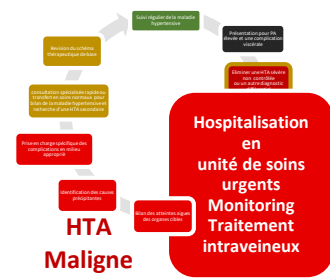 Suivi régulier de la maladie
hypertensive
Révision du schéma
thérapeutique de base
Présentation pour PA
élevée et une complication
viscérale
Eliminer une HTA sévère
non contrôlée
ou un autre diagnostic
consultation spécialisée rapide ou
transfert en soins normaux pour
bilan de la maladie hypertensive et
recherche d'une HTA secondaire
Hospitalisation
en
unité de soins
urgents
Monitoring
Traitement
intraveineux
Prise en charge spécifique des
complications en milieu
approprié
Identification des causes
précipitantes
Bilan des atteintes aigues
des organes cibles
HTA
Maligne